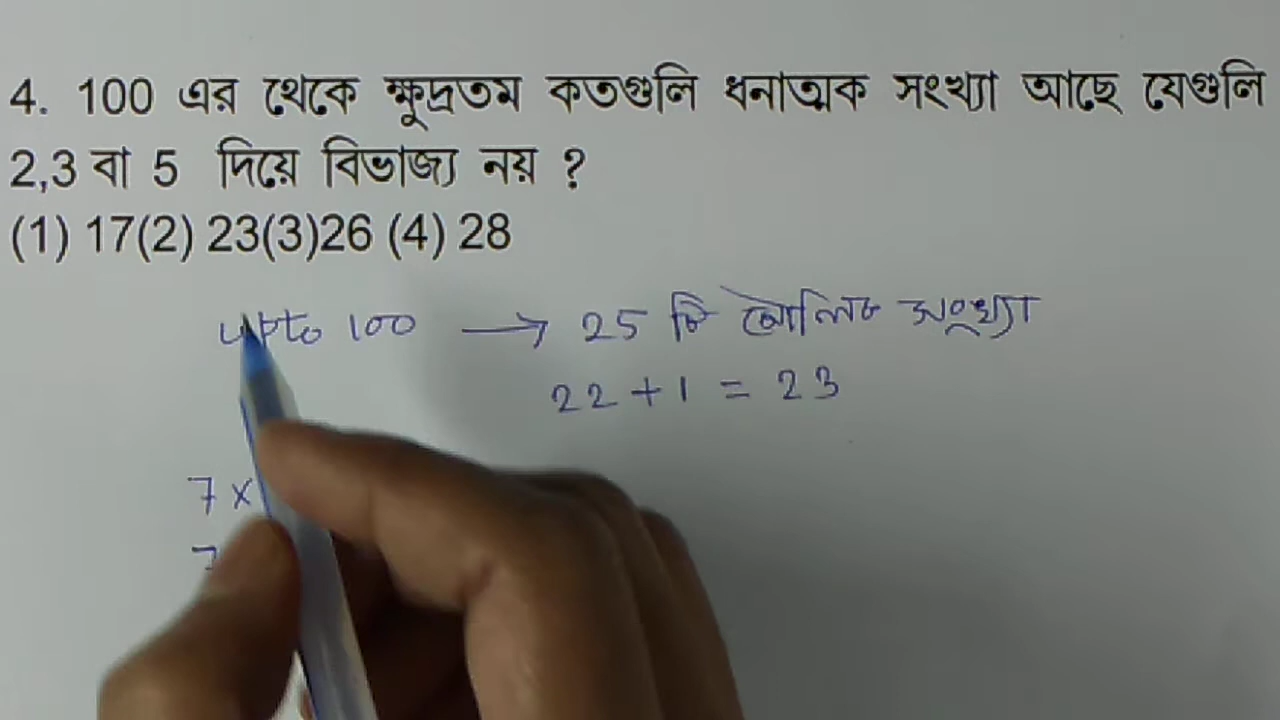 4. 100 এর থেকে ক্ষুদ্রতম কতগুলি ধনাত্মক সংখ্যা আছে যেগুলি
2,3 বা 5 দিয়ে বিভাজ্য নয় ?
(1) 17(2) 23(3)26 (4) 28
upto 100 → 25 টি মৌলিক সংখ্যা
22 + 1 = 23
7 ×
7